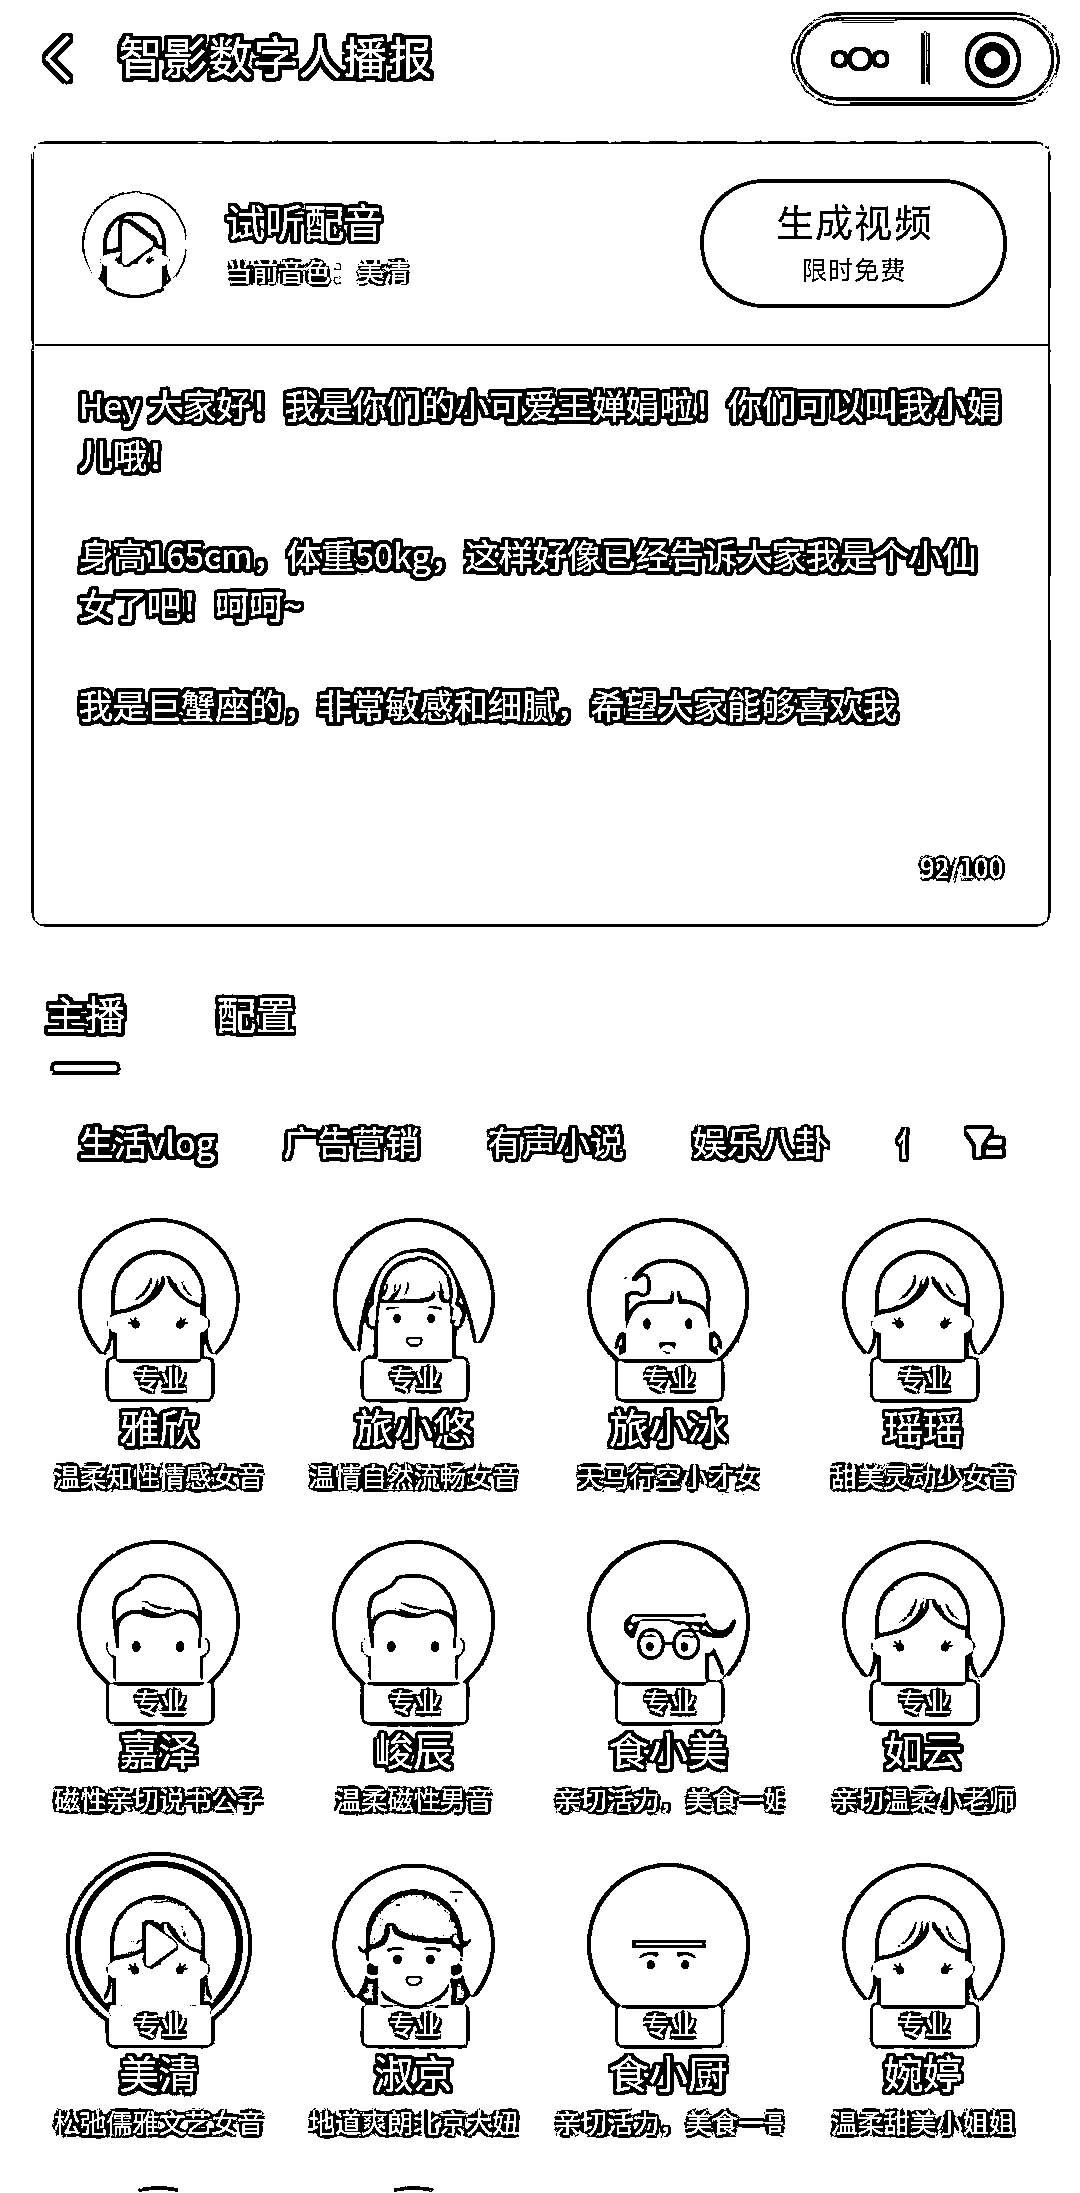 智影数字人播报
试听配音
当前音色：美清
生成视频
限时免费
Hey 大家好！我是你们的小可爱王婵娟啦！你们可以叫我小娟
儿哦！
身高165cm，体重50kg，这样好像已经告诉大家我是个小仙
女了吧！呵呵~
我是巨蟹座的，非常敏感和细腻，希望大家能够喜欢我
92/100
主播 配置
生活vlog 广告营销 有声小说 娱乐八卦
专业 专业 专业 专业
雅欣 旅小悠 旅小冰 瑶瑶
温柔知性情感女音 温情自然流畅女音 天马行空小才女 甜美灵动少女音
专业 专业 专业 专业
嘉泽 峻辰 食小美 如云
磁性亲切说书公子 温柔磁性男音 亲切活力，美食一姐 亲切温柔小老师
专业 专业 专业 专业
美清 淑京 食小厨 婉婷
松弛儒雅文艺女音 地道爽朗北京大妞 亲切活力，美食一哥 温柔甜美小姐姐